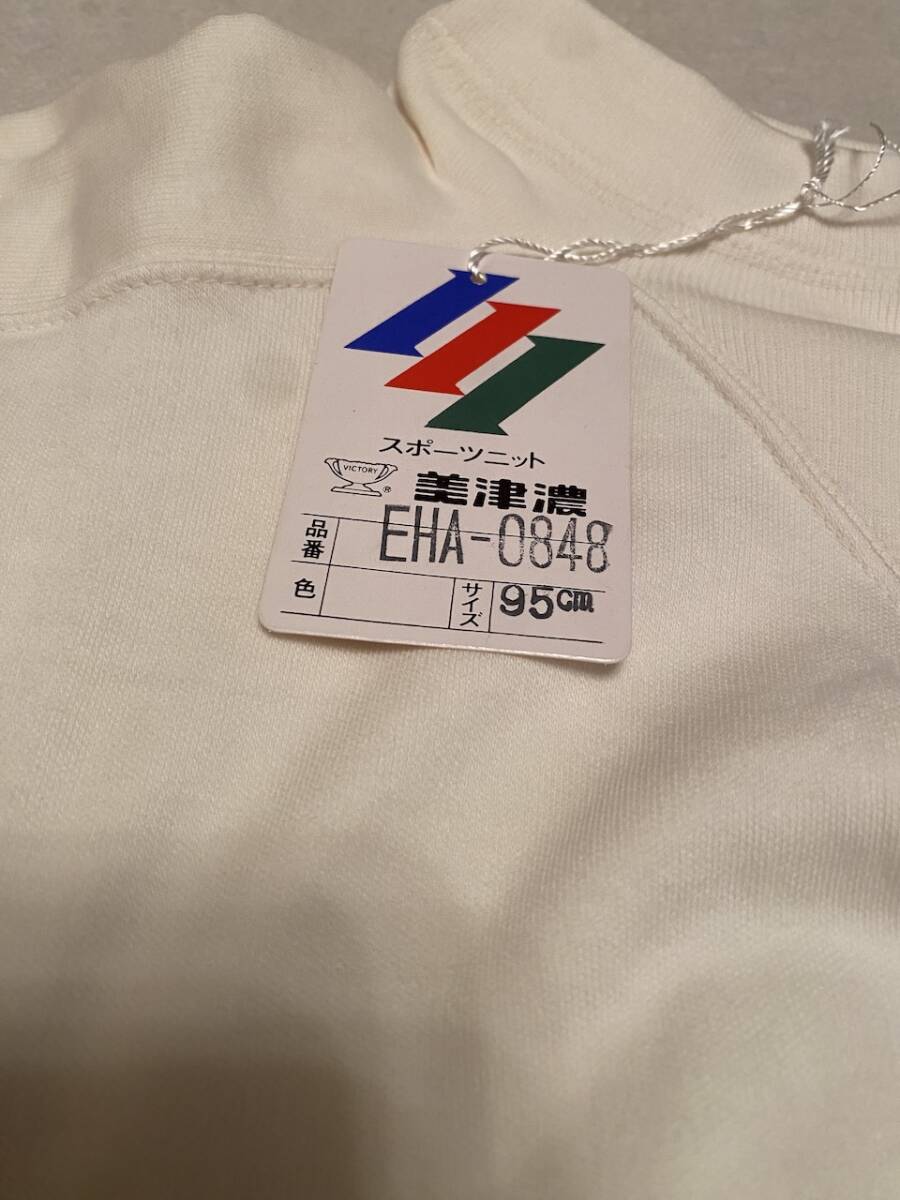 スポーツニット
VICTORY
®
美津濃
品番 EHA-0848
色 サイズ 95cm